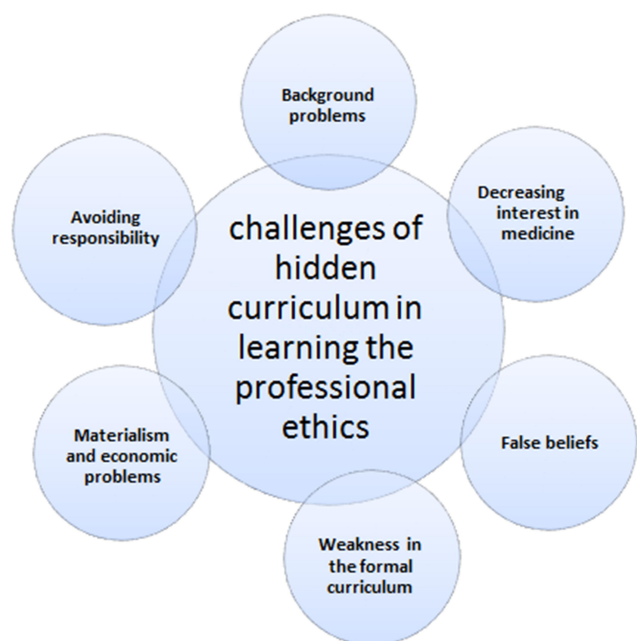 Background
problems
Decreasing
interest in
medicine
Avoiding
responsibility
challenges of
hidden
curriculum in
learning the
professional
ethics
False beliefs
Materialism
and economic
problems
Weakness in
the formal
curriculum